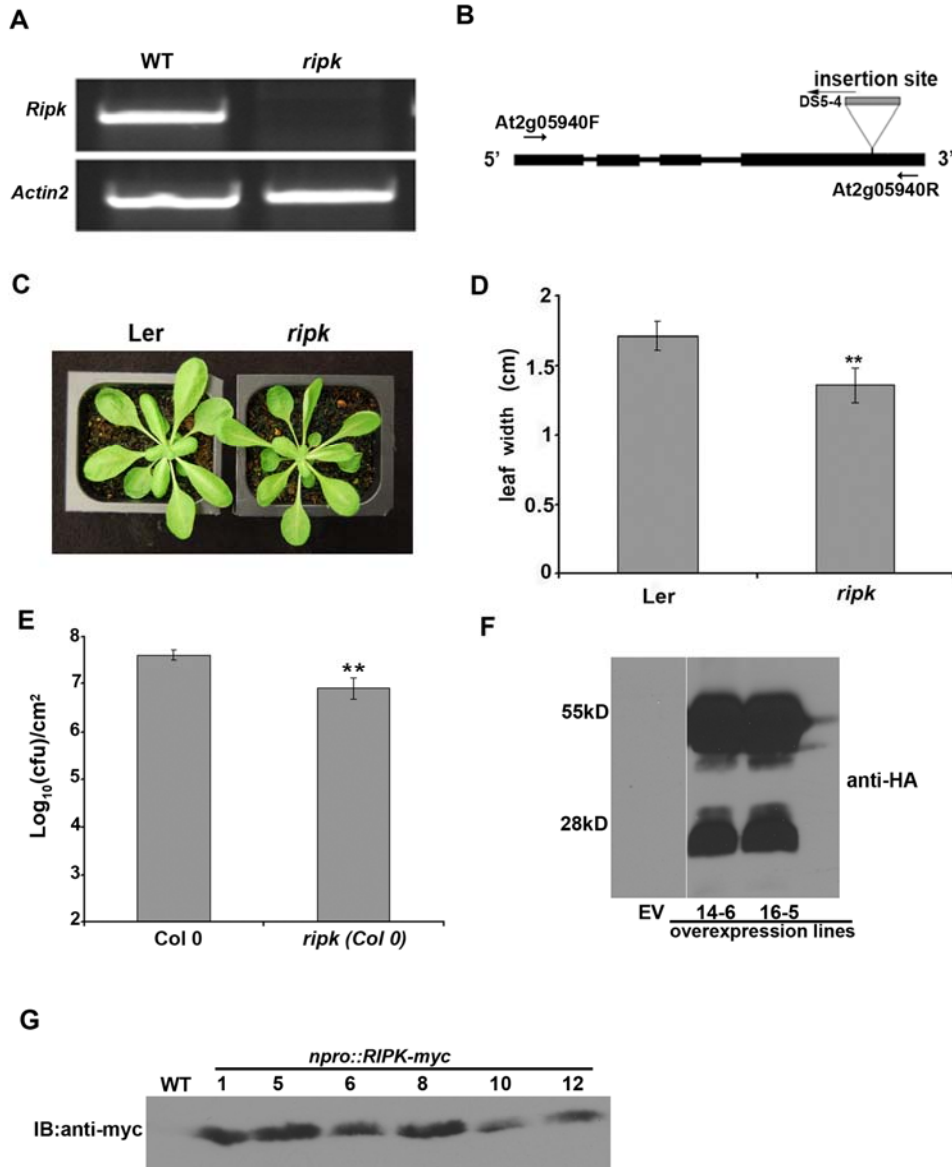 A
WT ripk
Ripk
Actin2
B
insertion site
DS5-4
At2g05940F
5' 3'
At2g05940R
C
Ler ripk
D
2
1.5
1
0.5
0
leaf width (cm)
Ler ripk
**
E
8
7
6
5
4
3
2
Log10(cfu)/cm2
**
Col 0 ripk (Col 0)
F
55kD
28kD
anti-HA
EV 14-6 16-5
overexpression lines
G
npro::RIPK-myc
WT 1 5 6 8 10 12
IB:anti-myc